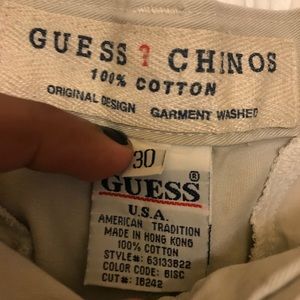 GUESS ? CHINOS
100% COTTON
ORIGINAL DESIGN GARMENT WASHED
30
GUESS®
U.S.A.
AMERICAN TRADITION
MADE IN HONG KONG
100% COTTON
STYLE#: 63133B22
COLOR CODE: BISC
CUT#: 18242